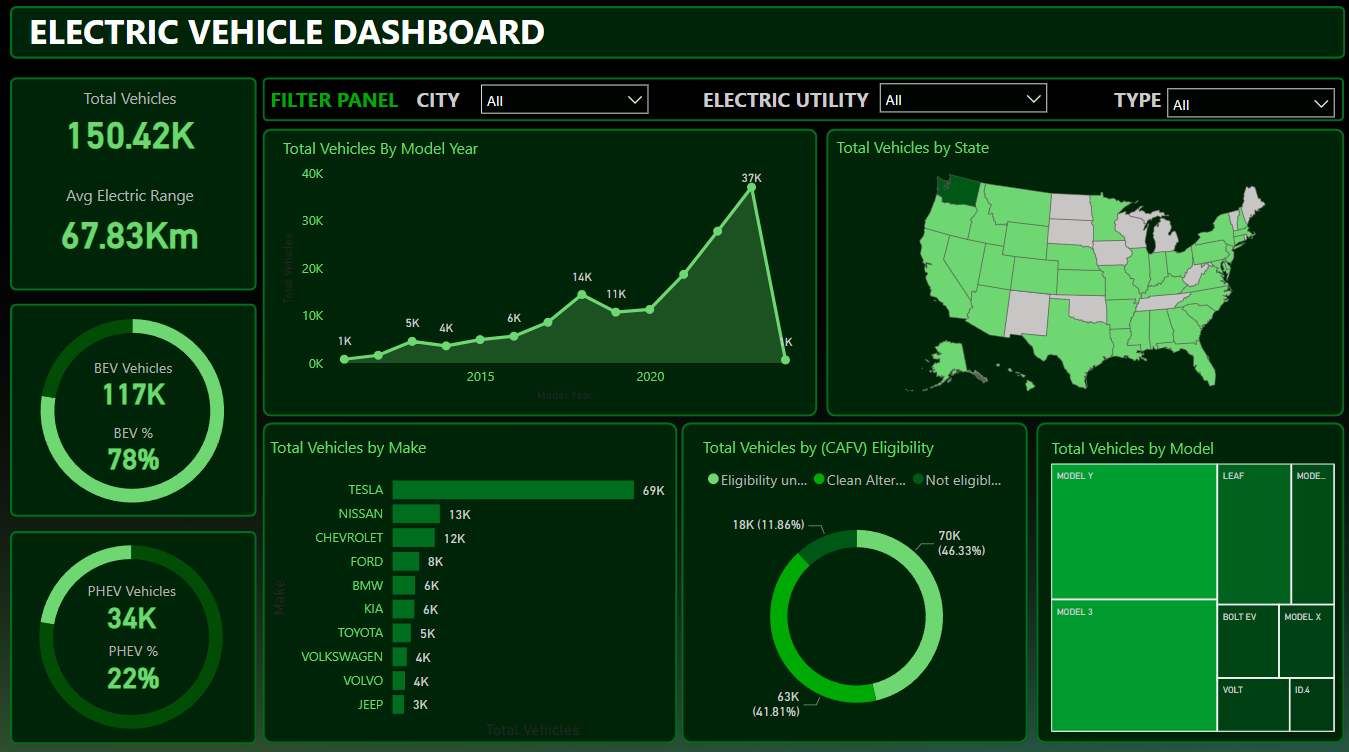 ELECTRIC VEHICLE DASHBOARD
Total Vehicles
150.42K
Avg Electric Range
67.83Km
FILTER PANEL CITY All ELECTRIC UTILITY All TYPE All
Total Vehicles By Model Year
40K
30K
20K
10K
0K
Total Vehicles
1K
5K
4K
6K
14K
11K
37K
1K
2015
2020
Model Year
Total Vehicles by State
BEV Vehicles
117K
BEV %
78%
PHEV Vehicles
34K
PHEV %
22%
Total Vehicles by Make
Make
TESLA 69K
NISSAN 13K
CHEVROLET 12K
FORD 8K
BMW 6K
KIA 6K
TOYOTA 5K
VOLKSWAGEN 4K
VOLVO 4K
JEEP 3K
Total Vehicles
Total Vehicles by (CAFV) Eligibility
Eligibility un... Clean Alter... Not eligibl...
18K (11.86%)
70K
(46.33%)
63K
(41.81%)
Total Vehicles by Model
MODEL Y
LEAF
MODE...
MODEL 3
BOLT EV
MODEL X
VOLT
ID.4